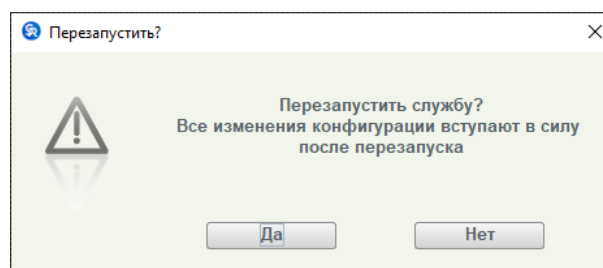 Перезапустить?
Перезапустить службу?
Все изменения конфигурации вступают в силу
после перезапуска
Да Нет